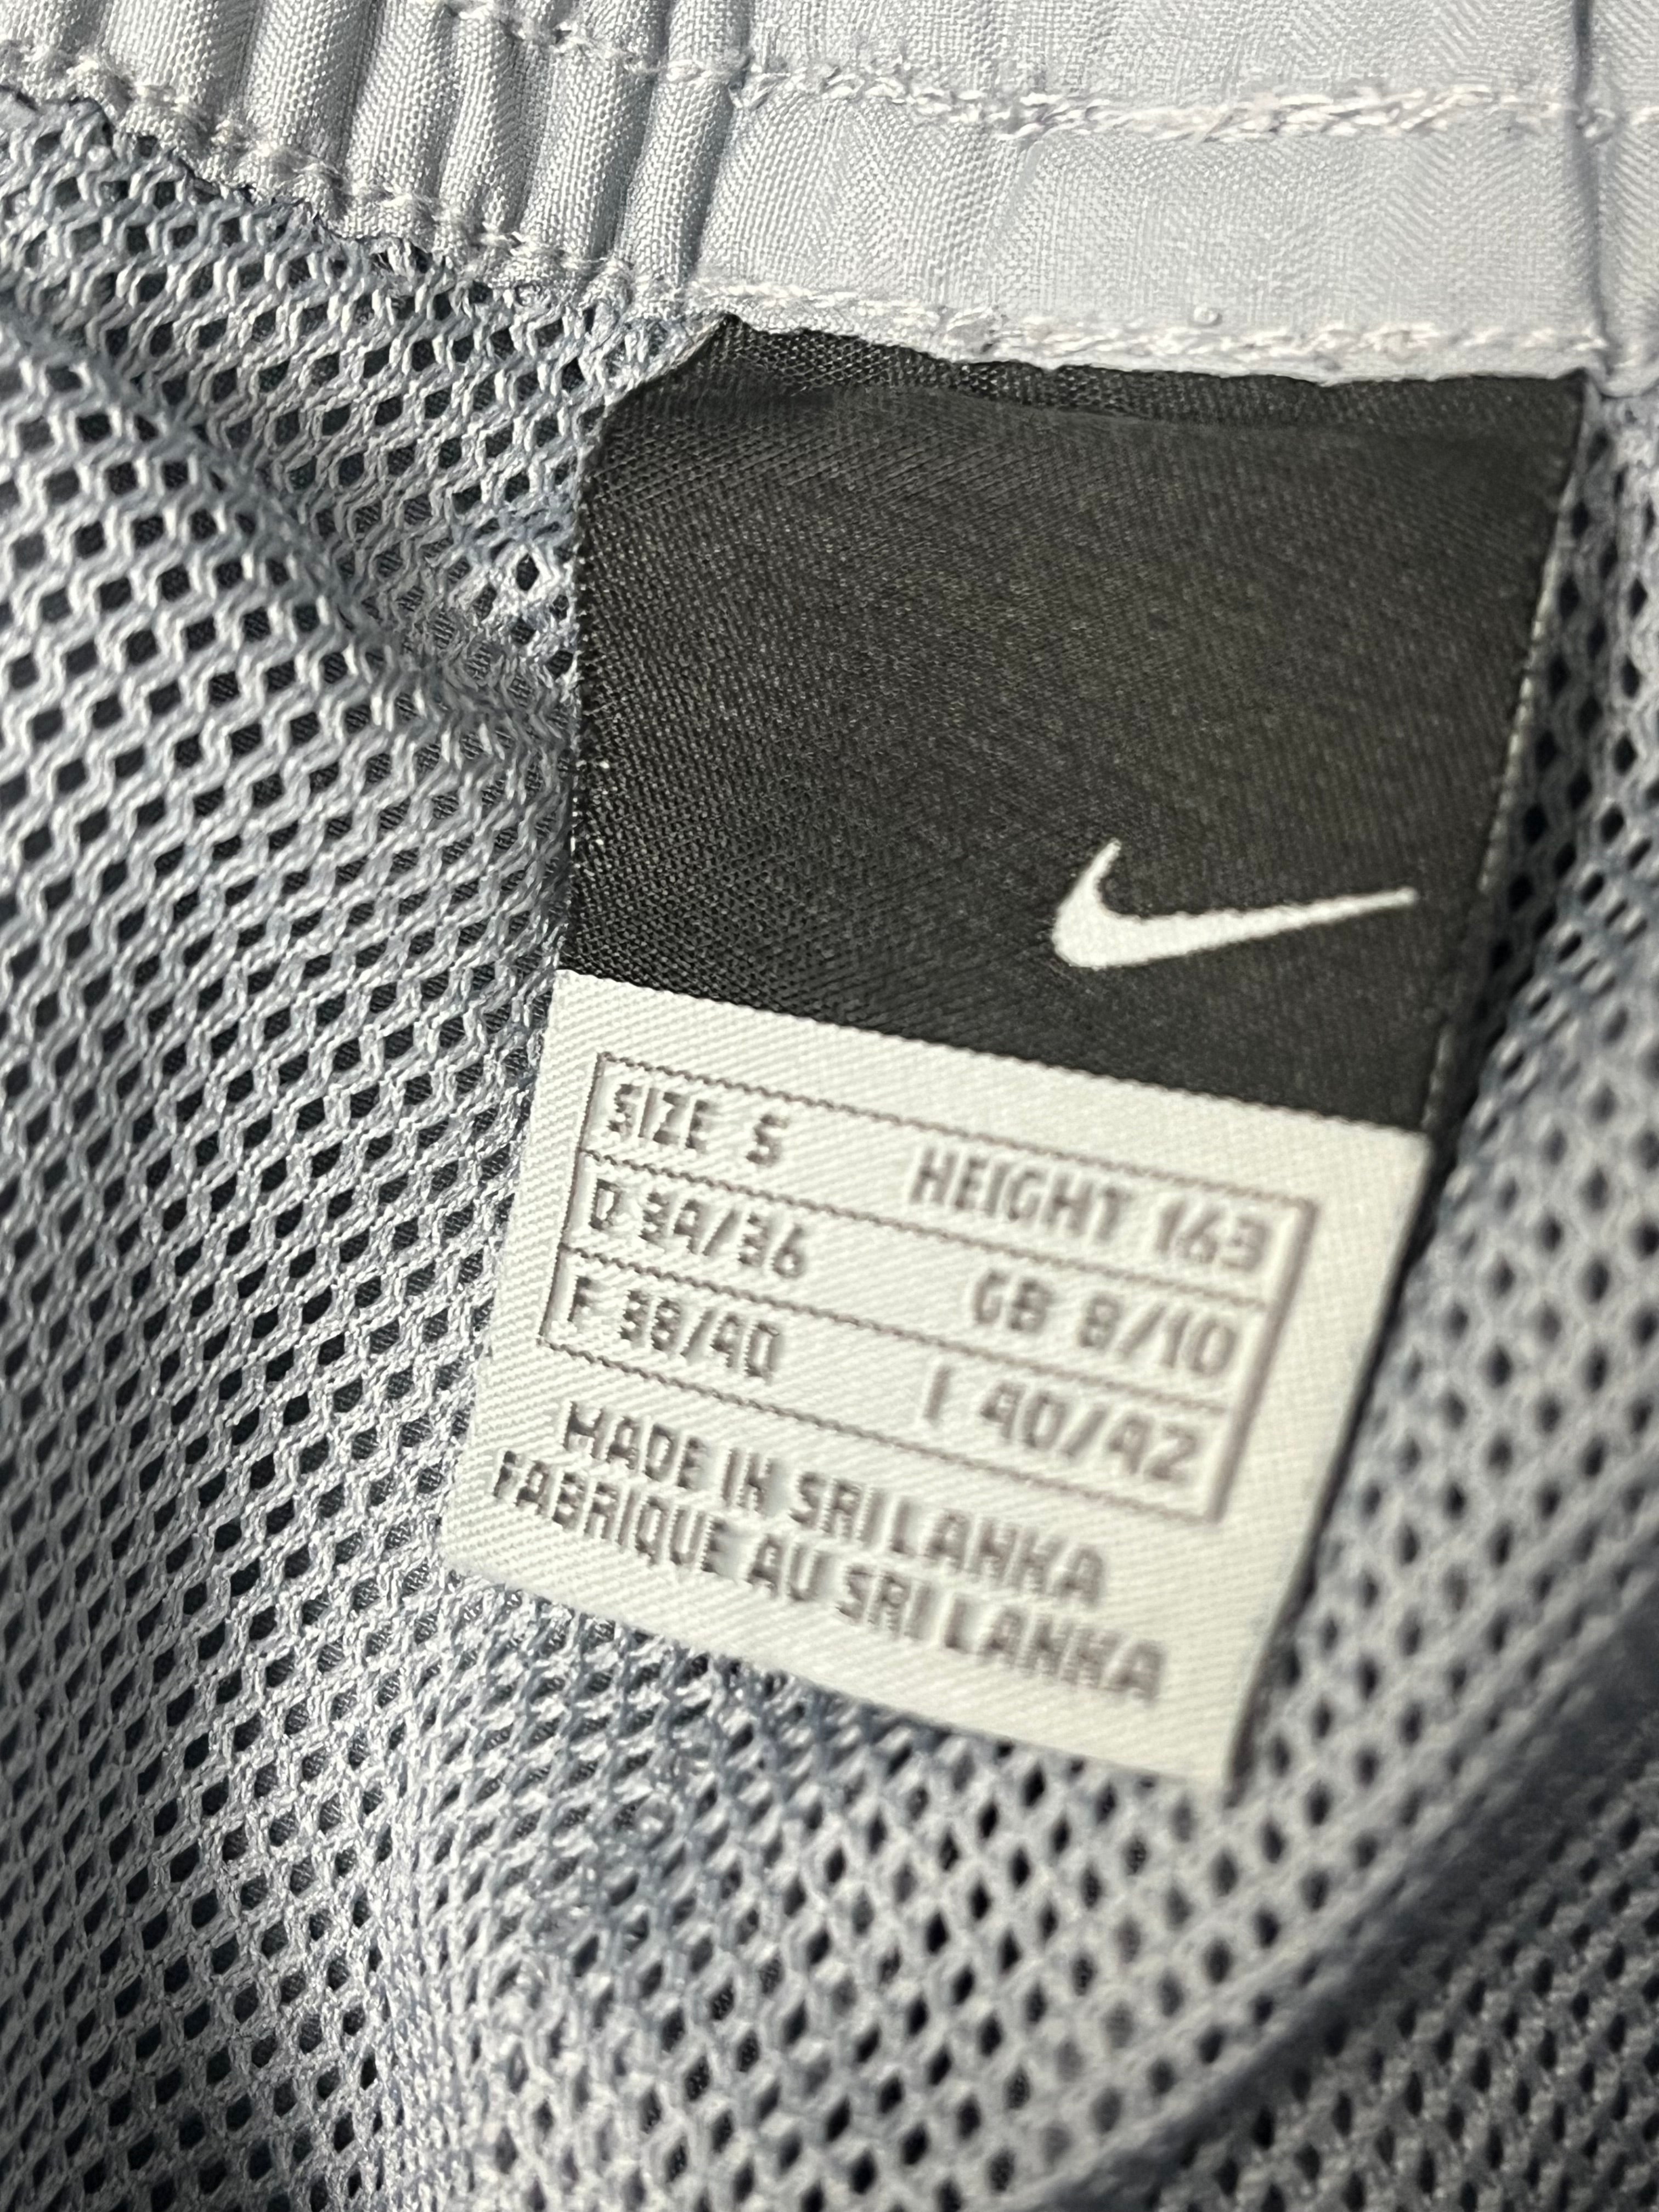 SIZE S HEIGHT 163
D 34/36 GB 8/10
F 38/40 I 40/42
MADE IN SRI LANKA
FABRIQUE AU SRI LANKA